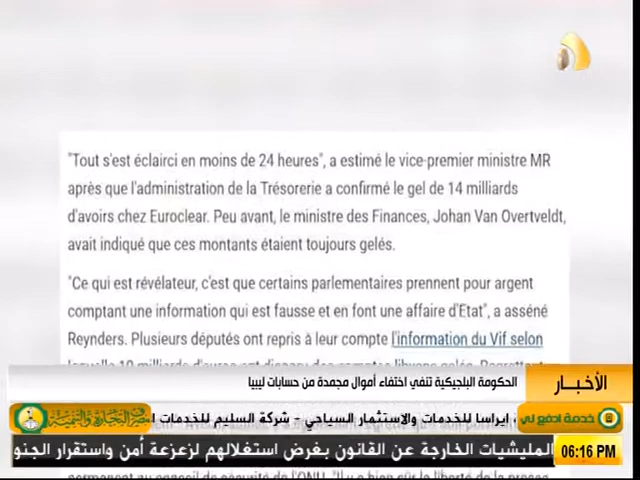 "Tout s'est éclairci en moins de 24 heures", a estimé le vice-premier ministre MR
après que l'administration de la Trésorerie a confirmé le gel de 14 milliards
d'avoirs chez Euroclear. Peu avant, le ministre des Finances, Johan Van Overtveldt,
avait indiqué que ces montants étaient toujours gelés.
"Ce qui est révélateur, c'est que certains parlementaires prennent pour argent
comptant une information qui est fausse et en font une affaire d'Etat", a asséné
Reynders. Plusieurs députés ont repris à leur compte l'information du Vif selon
الأخبار
الحكومة البلجيكية تنفي اختفاء أموال مجمدة من حسابات ليبيا
خدمة ادفع لي
ايراسا للخدمات والإستثمار السياحي - شركة السليم للخدمات
مصرف التجارة والتنمية
المليشيات الخارجة عن القانون بغرض استغلالهم لزعزعة أمن واستقرار الجنو
06:16 PM